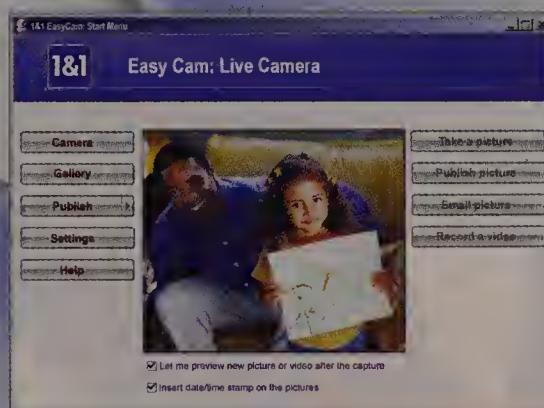 1&1 EasyCam: Start Menu
1&1
Easy Cam: Live Camera
Camera
Gallery
Publish
Settings
Help
Take a picture
Publish picture
Email picture
Record a video
Let me preview new picture or video after the capture
Insert date/time stamp on the pictures